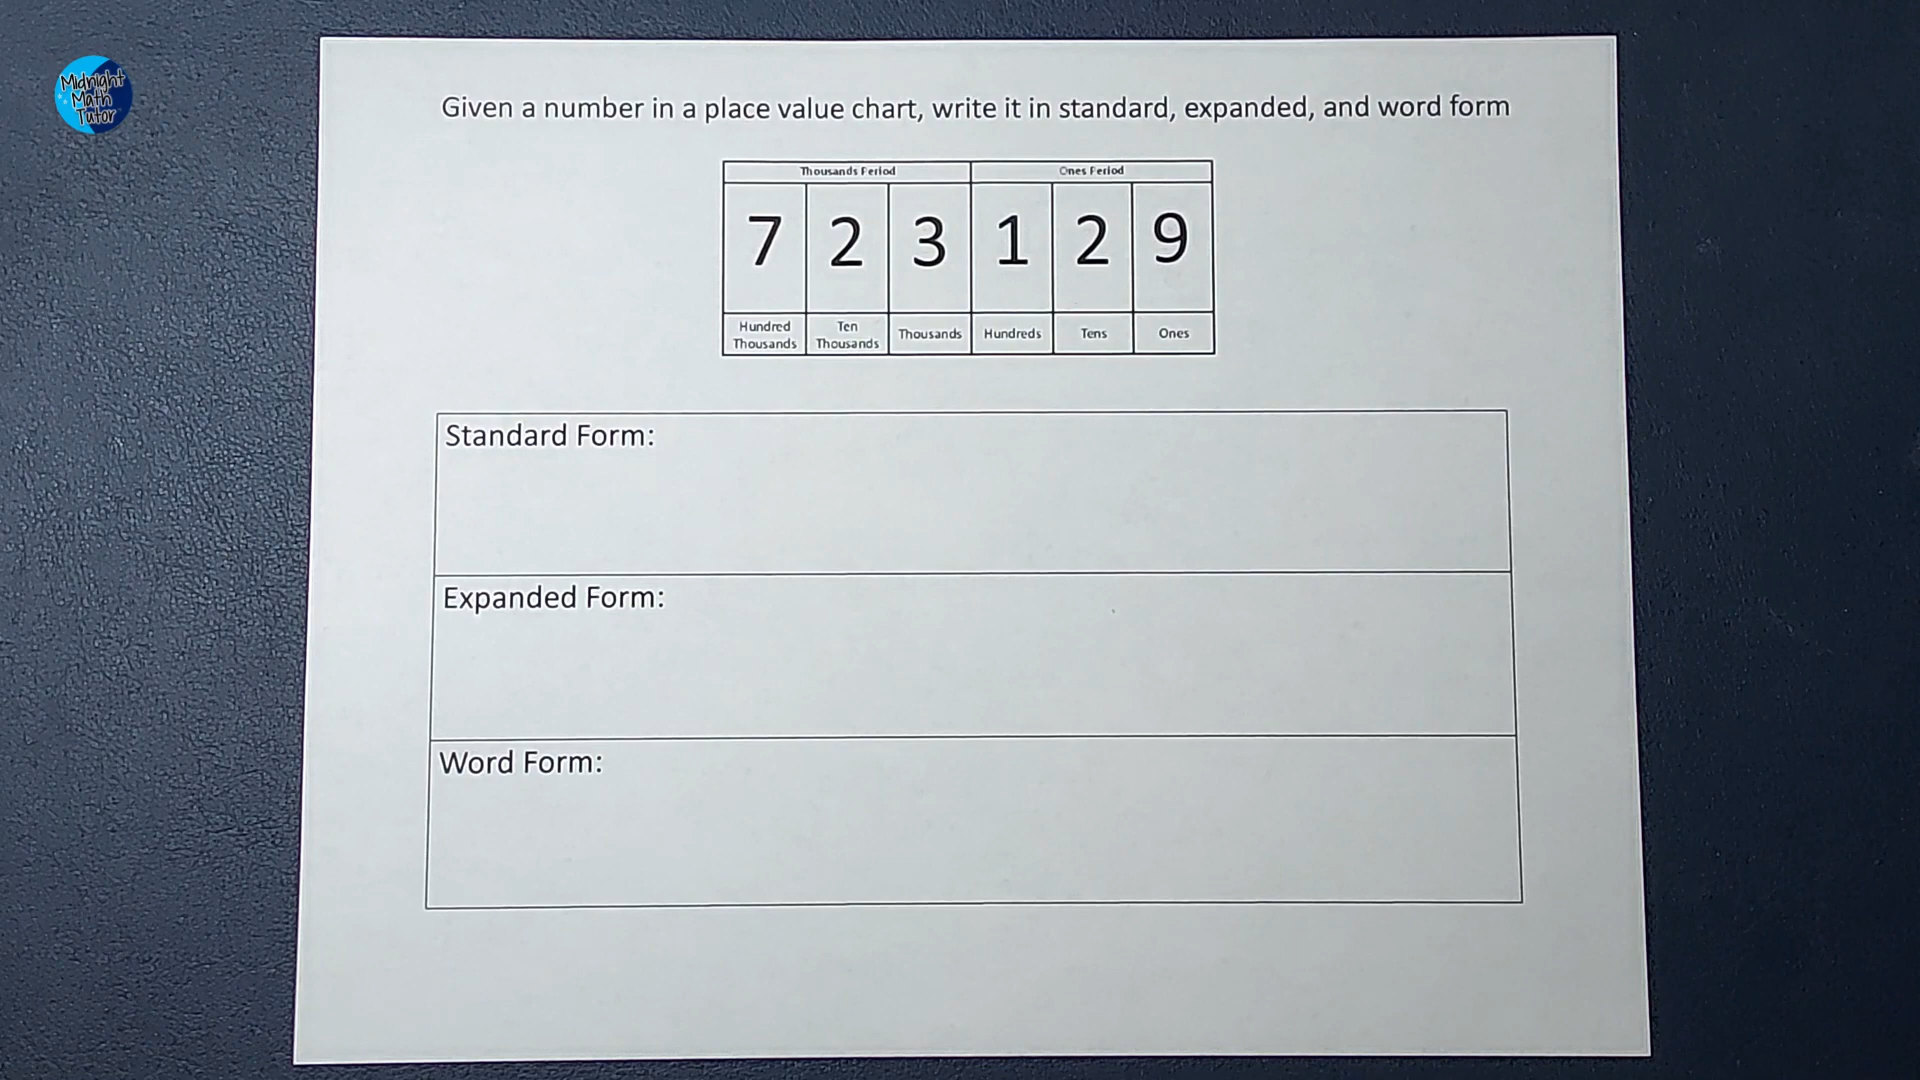 Midnight
Math
Tutor
Given a number in a place value chart, write it in standard, expanded, and word form
Thousands Period Ones Period
7 2 3 1 2 9
Hundred Thousands Ten Thousands Thousands Hundreds Tens Ones
Standard Form:
Expanded Form:
Word Form: